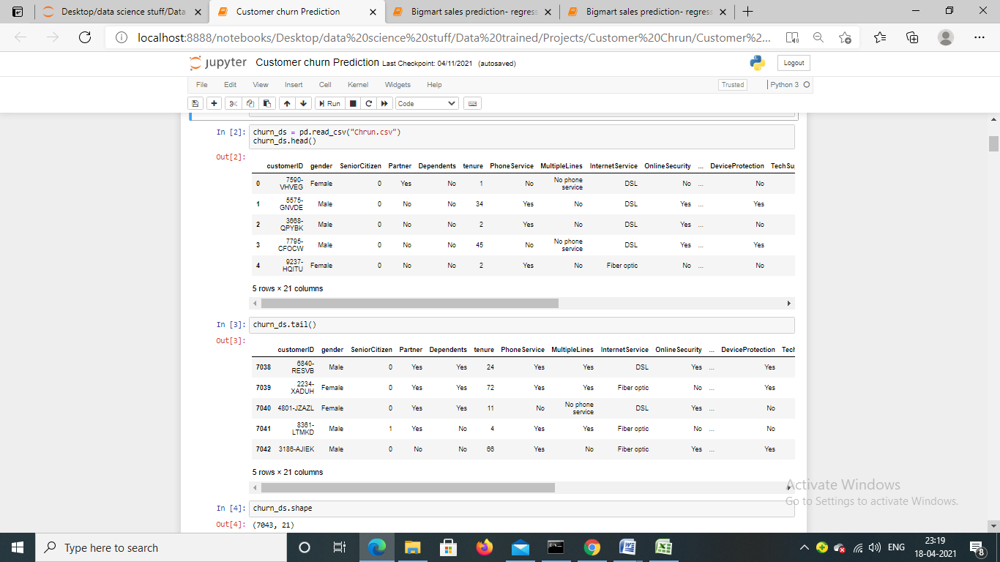 Desktop/data science stuff/Data
Customer churn Prediction
Bigmart sales prediction- regress
Bigmart sales prediction- regress
localhost:8888/notebooks/Desktop/data%20science%20stuff/Data%20trained/Projects/Customer%20Chrun/Customer%2...
jupyter Customer churn Prediction Last Checkpoint: 04/11/2021 (autosaved)
Logout
File Edit View Insert Cell Kernel Widgets Help
Trusted
Python 3
Run
Code
In [2]: churn_ds = pd.read_csv("Chrun.csv")
churn_ds.head()
Out[2]:
customerID gender SeniorCitizen Partner Dependents tenure PhoneService MultipleLines InternetService OnlineSecurity ... DeviceProtection TechSu
0 7590-VHVEG Female 0 Yes No 1 No No phone service DSL No ... No
1 5575-GNVDE Male 0 No No 34 Yes No DSL Yes ... Yes
2 3668-QPYBK Male 0 No No 2 Yes No DSL Yes ... No
3 7795-CFOCW Male 0 No No 45 No No phone service DSL Yes ... Yes
4 9237-HQITU Female 0 No No 2 Yes No Fiber optic No ... No
5 rows × 21 columns
In [3]: churn_ds.tail()
Out[3]:
customerID gender SeniorCitizen Partner Dependents tenure PhoneService MultipleLines InternetService OnlineSecurity ... DeviceProtection Tech
7038 6840-RESVB Male 0 Yes Yes 24 Yes Yes DSL Yes ... Yes
7039 2234-XADUH Female 0 Yes Yes 72 Yes Yes Fiber optic No ... Yes
7040 4801-JZAZL Female 0 Yes Yes 11 No No phone service DSL Yes ... No
7041 8361-LTMKD Male 1 Yes No 4 Yes Yes Fiber optic No ... No
7042 3186-AJIEK Male 0 No No 66 Yes No Fiber optic Yes ... Yes
5 rows × 21 columns
In [4]: churn_ds.shape
Out[4]: (7043, 21)
Activate Windows
Go to Settings to activate Windows.
Type here to search
ENG
23:19
18-04-2021
8